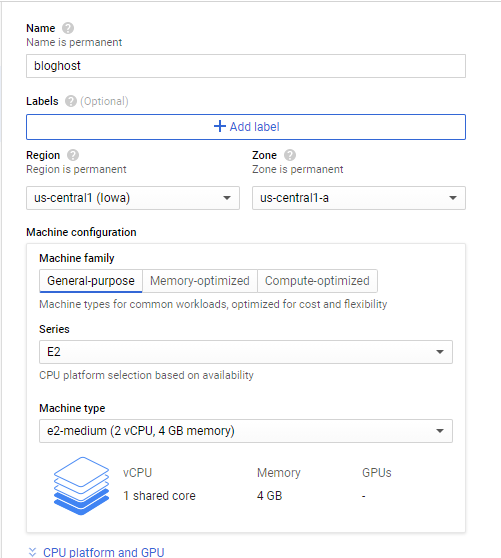 Name
Name is permanent
bloghost
Labels (Optional)
+ Add label
Region Zone
Region is permanent Zone is permanent
us-central1 (Iowa) us-central1-a
Machine configuration
Machine family
General-purpose Memory-optimized Compute-optimized
Machine types for common workloads, optimized for cost and flexibility
Series
E2
CPU platform selection based on availability
Machine type
e2-medium (2 vCPU, 4 GB memory)
vCPU Memory GPUs
1 shared core 4 GB -
CPU platform and GPU